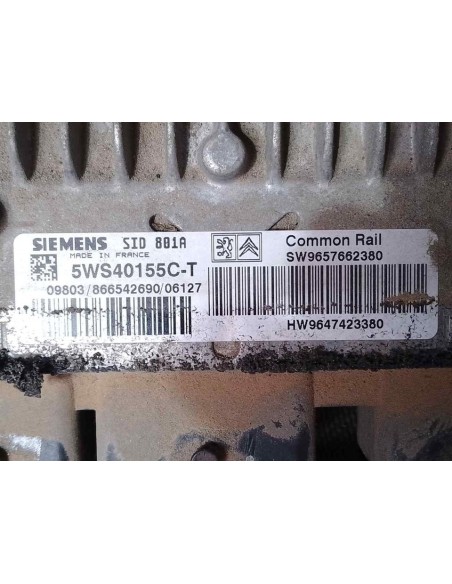 SIEMENS SID 801A
MADE IN FRANCE
5WS40155C-T
09803/866542690/06127
Common Rail
SW9657662380
HW9647423380